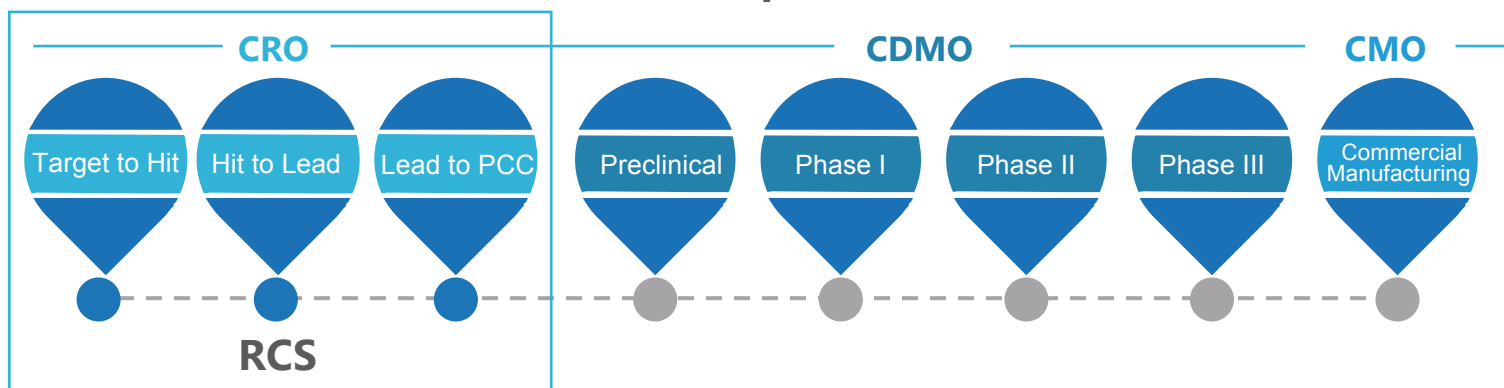 CRO
CDMO
CMO
Target to Hit
Hit to Lead
Lead to PCC
Preclinical
Phase I
Phase II
Phase III
Commercial
Manufacturing
RCS